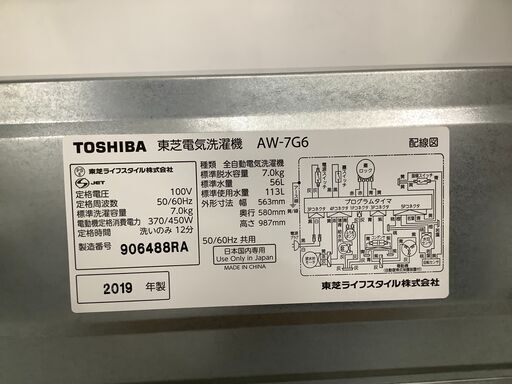 TOSHIBA 東芝電気洗濯機 AW-7G6 配線図
東芝ライフスタイル株式会社
JET
定格電圧 100V
定格周波数 50/60Hz
標準洗濯容量 7.0kg
電動機定格消費電力 370/450W
定格時間 洗いのみ 12分
製造番号 906488RA
2019 年製
種類 全自動電気洗濯機
標準脱水容量 7.0kg
標準水量 56L
標準使用水量 113L
外形寸法 幅 563mm
奥行 580mm
高さ 987mm
50/60Hz 共用
日本国内専用
Use Only in Japan
MADE IN CHINA
ロック
プログラムタイマ
東芝ライフスタイル株式会社